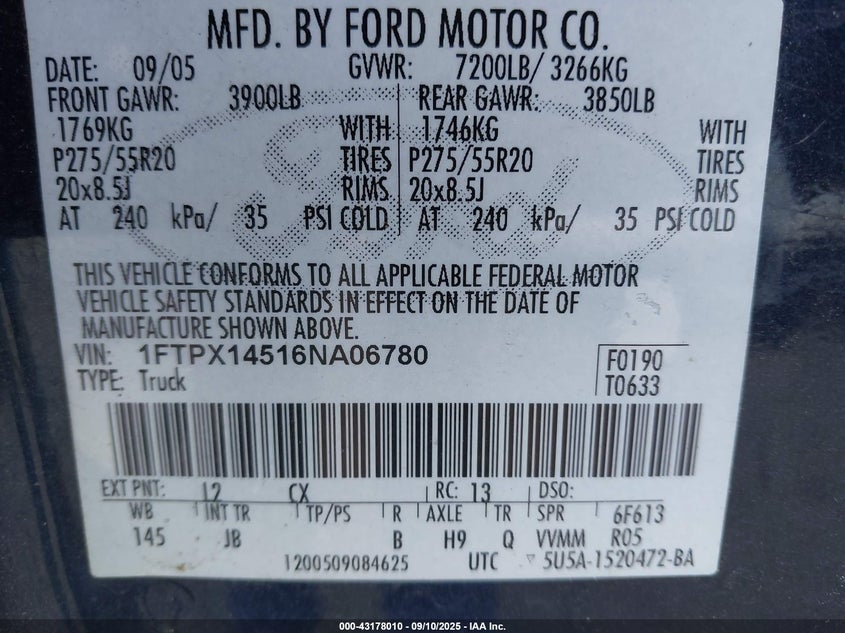 MFD. BY FORD MOTOR CO.
DATE: 09/05 GVWR: 7200LB/ 3266KG
FRONT GAWR: 3900LB REAR GAWR: 3850LB
1769KG WITH 1746KG WITH
P275/55R20 TIRES P275/55R20 TIRES
20x8.5J RIMS 20x8.5J RIMS
AT 240 kPa/ 35 PSI COLD AT 240 kPa/ 35 PSI COLD
Ford
THIS VEHICLE CONFORMS TO ALL APPLICABLE FEDERAL MOTOR
VEHICLE SAFETY STANDARDS IN EFFECT ON THE DATE OF
MANUFACTURE SHOWN ABOVE.
VIN: 1FTPX14516NA06780 F0190
TYPE: Truck T0633
EXT PNT: L2 CX RC: 13 DSO:
WB INT TR TP/PS R AXLE TR SPR 6F613
145 JB B H9 Q VVMM R05
1200509084625 UTC 5U5A-1520472-BA
000-43178010 - 09/10/2025 - IAA Inc.